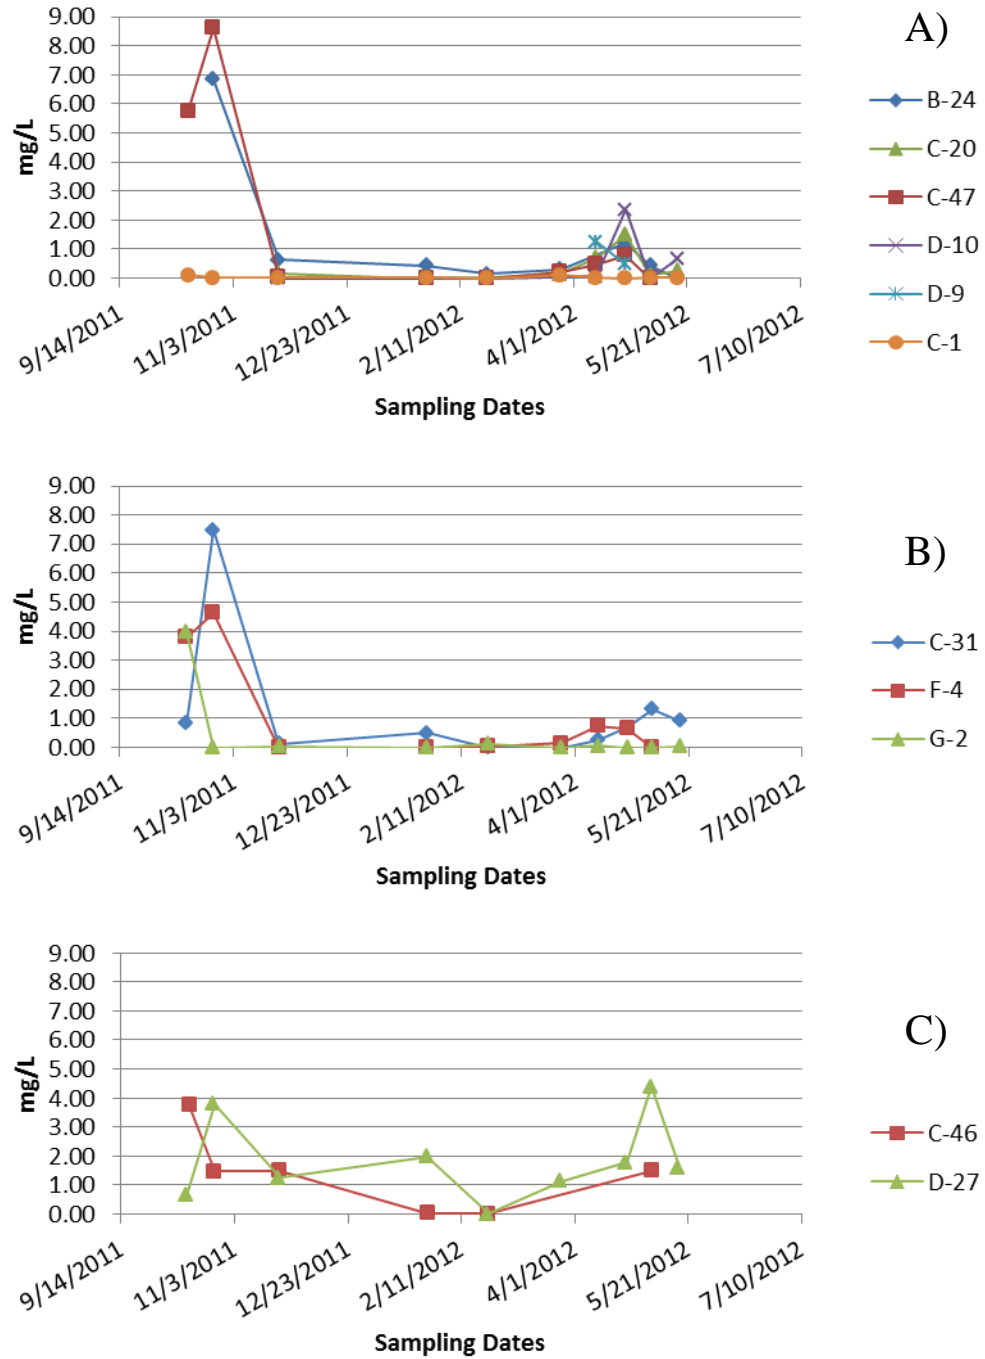 A)
9.00
8.00
7.00
6.00
5.00
4.00
3.00
2.00
1.00
0.00
mg/L
9/14/2011
11/3/2011
12/23/2011
2/11/2012
4/1/2012
5/21/2012
7/10/2012
Sampling Dates
B-24
C-20
C-47
D-10
D-9
C-1
B)
9.00
8.00
7.00
6.00
5.00
4.00
3.00
2.00
1.00
0.00
mg/L
9/14/2011
11/3/2011
12/23/2011
2/11/2012
4/1/2012
5/21/2012
7/10/2012
Sampling Dates
C-31
F-4
G-2
C)
9.00
8.00
7.00
6.00
5.00
4.00
3.00
2.00
1.00
0.00
mg/L
9/14/2011
11/3/2011
12/23/2011
2/11/2012
4/1/2012
5/21/2012
7/10/2012
Sampling Dates
C-46
D-27